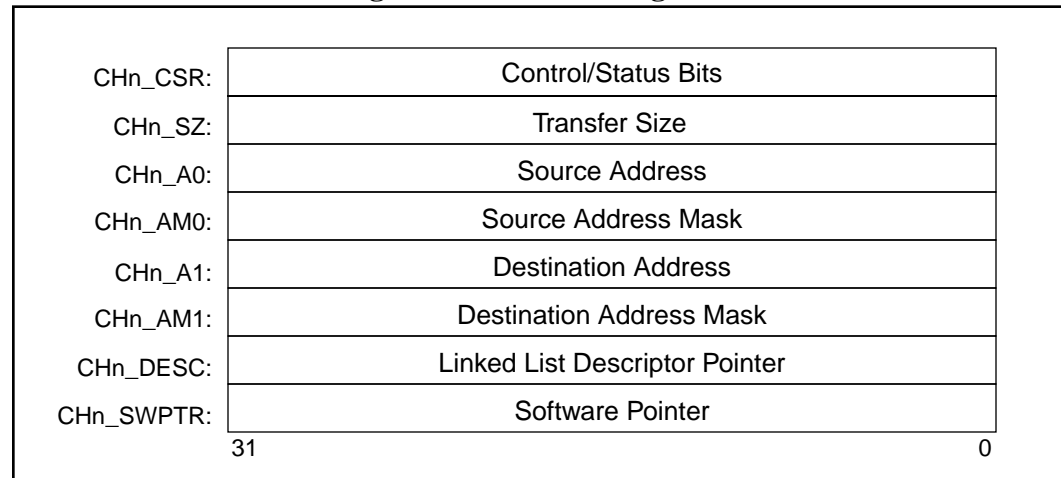 CHn_CSR: Control/Status Bits
CHn_SZ: Transfer Size
CHn_A0: Source Address
CHn_AM0: Source Address Mask
CHn_A1: Destination Address
CHn_AM1: Destination Address Mask
CHn_DESC: Linked List Descriptor Pointer
CHn_SWPTR: Software Pointer
31 0